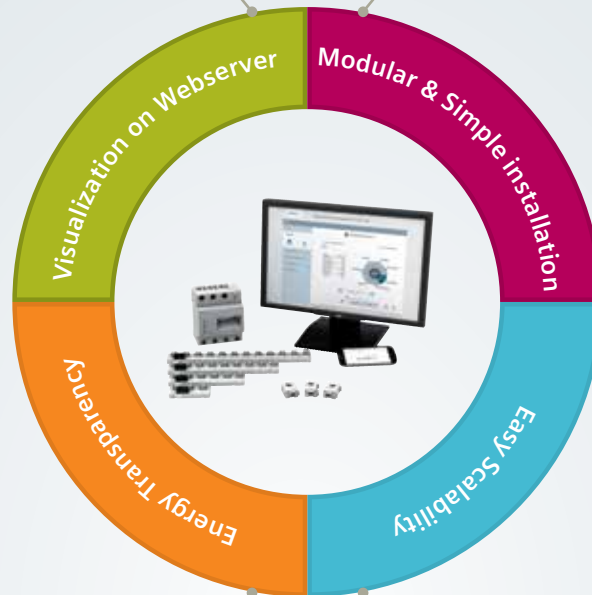 Visualization on Webserver
Modular & Simple installation
Energy Transparency
Easy Scalability